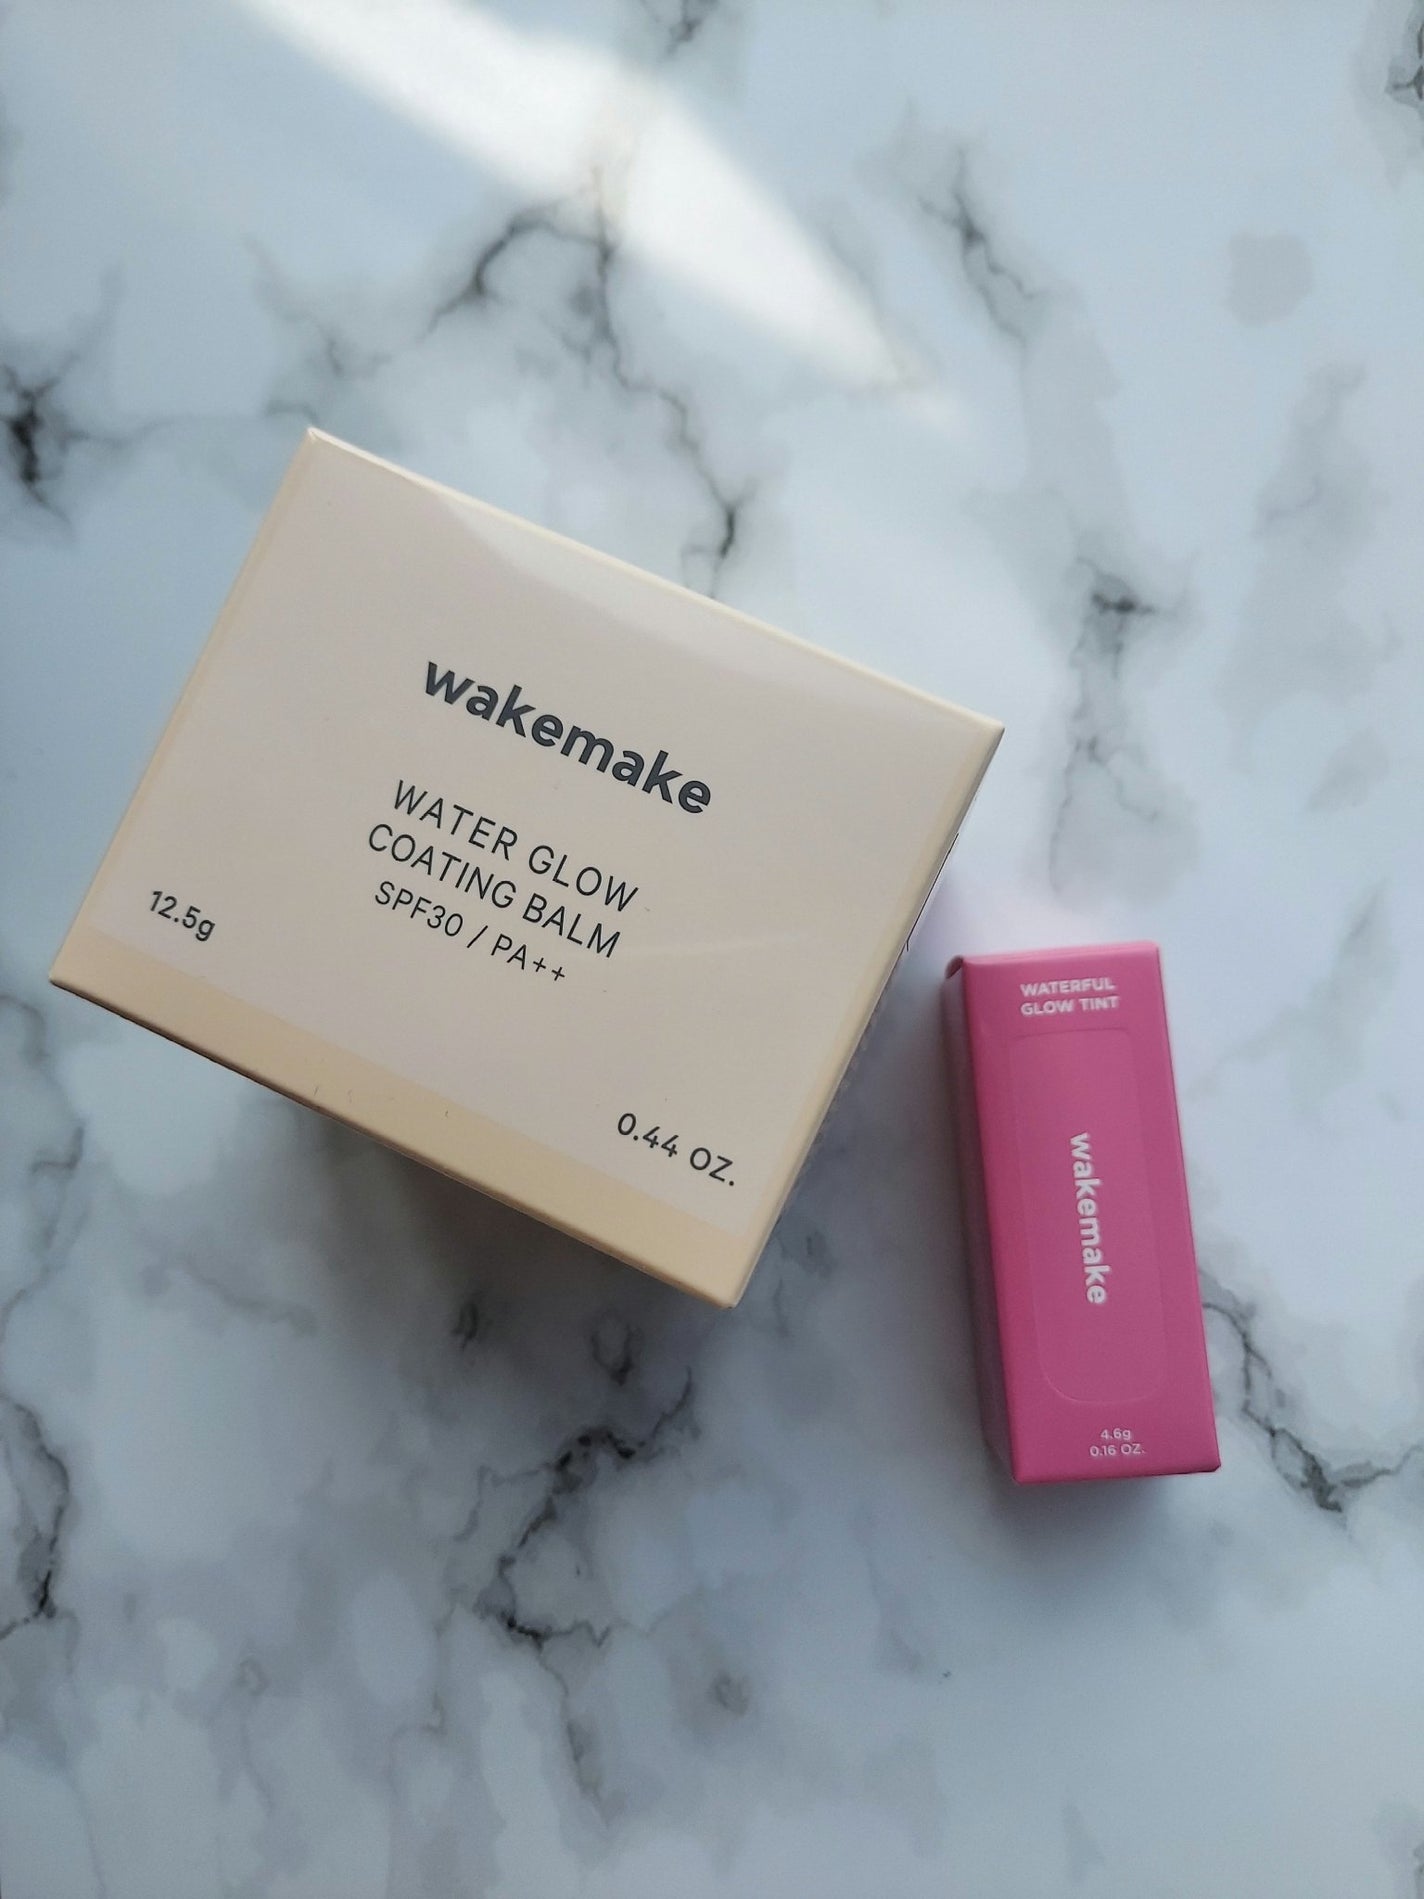 wakemake
WATER GLOW
COATING BALM
SPF30 / PA++
12.5g
0.44 OZ.
WATERFUL
GLOW TINT
wakemake
4.6g
0.16 OZ.